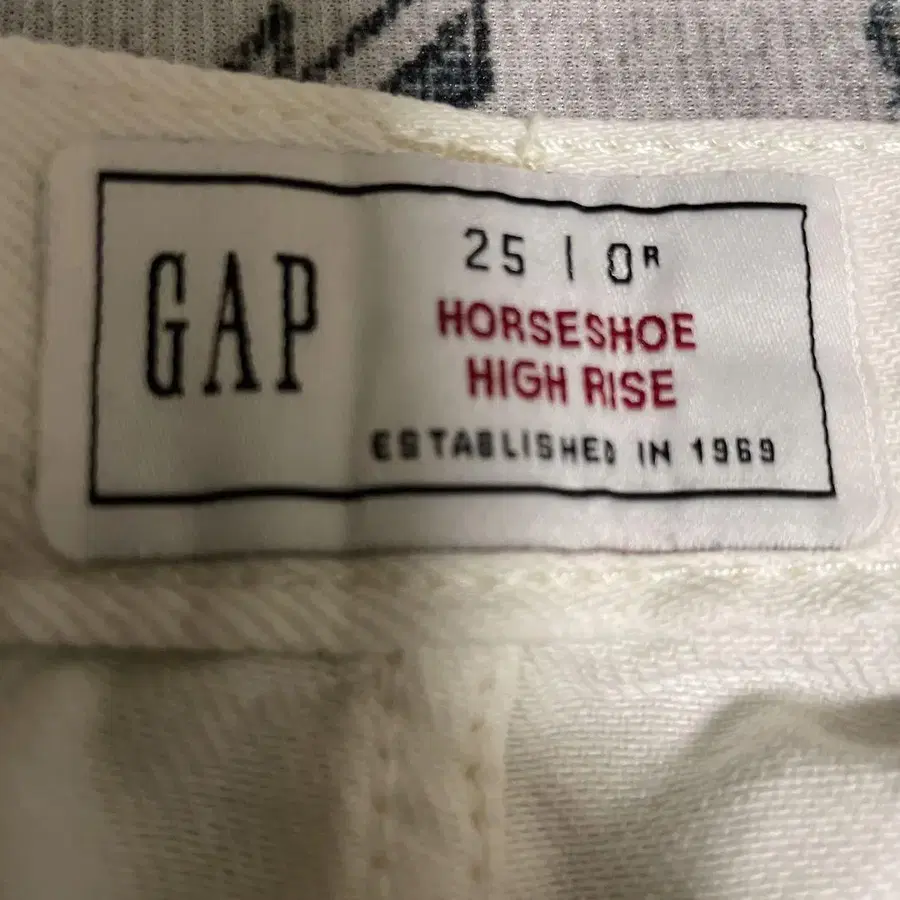 GAP
25 | 0R
HORSESHOE
HIGH RISE
ESTABLISHED IN 1969